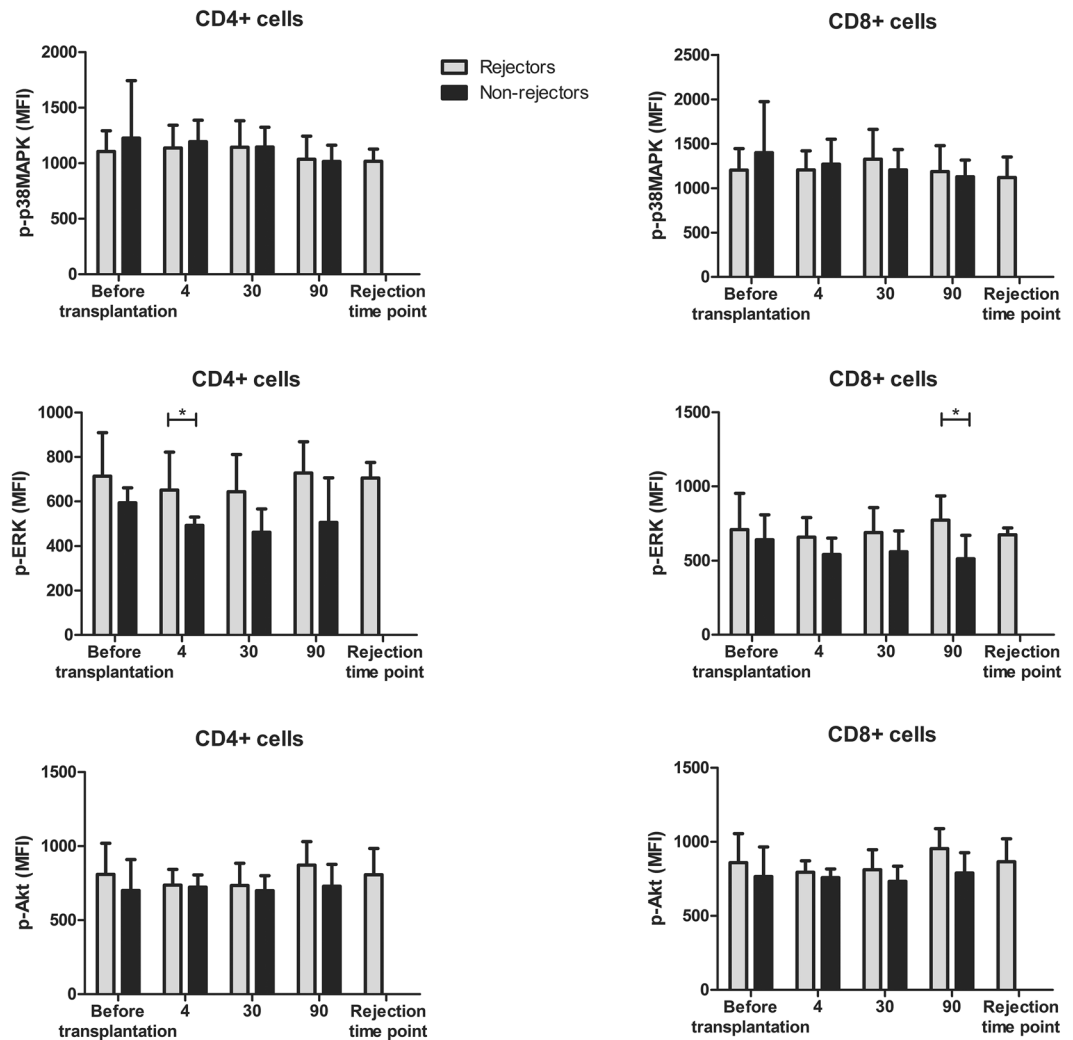 CD4+ cells
p-p38MAPK (MFI)
2000
1500
1000
500
0
Before
transplantation
4
30
90
Rejection
time point
Rejectors
Non-rejectors
CD8+ cells
p-p38MAPK (MFI)
2500
2000
1500
1000
500
0
Before
transplantation
4
30
90
Rejection
time point
CD4+ cells
p-ERK (MFI)
1000
800
600
400
200
0
*
Before
transplantation
4
30
90
Rejection
time point
CD8+ cells
p-ERK (MFI)
1500
1000
500
0
*
Before
transplantation
4
30
90
Rejection
time point
CD4+ cells
p-Akt (MFI)
1500
1000
500
0
Before
transplantation
4
30
90
Rejection
time point
CD8+ cells
p-Akt (MFI)
1500
1000
500
0
Before
transplantation
4
30
90
Rejection
time point